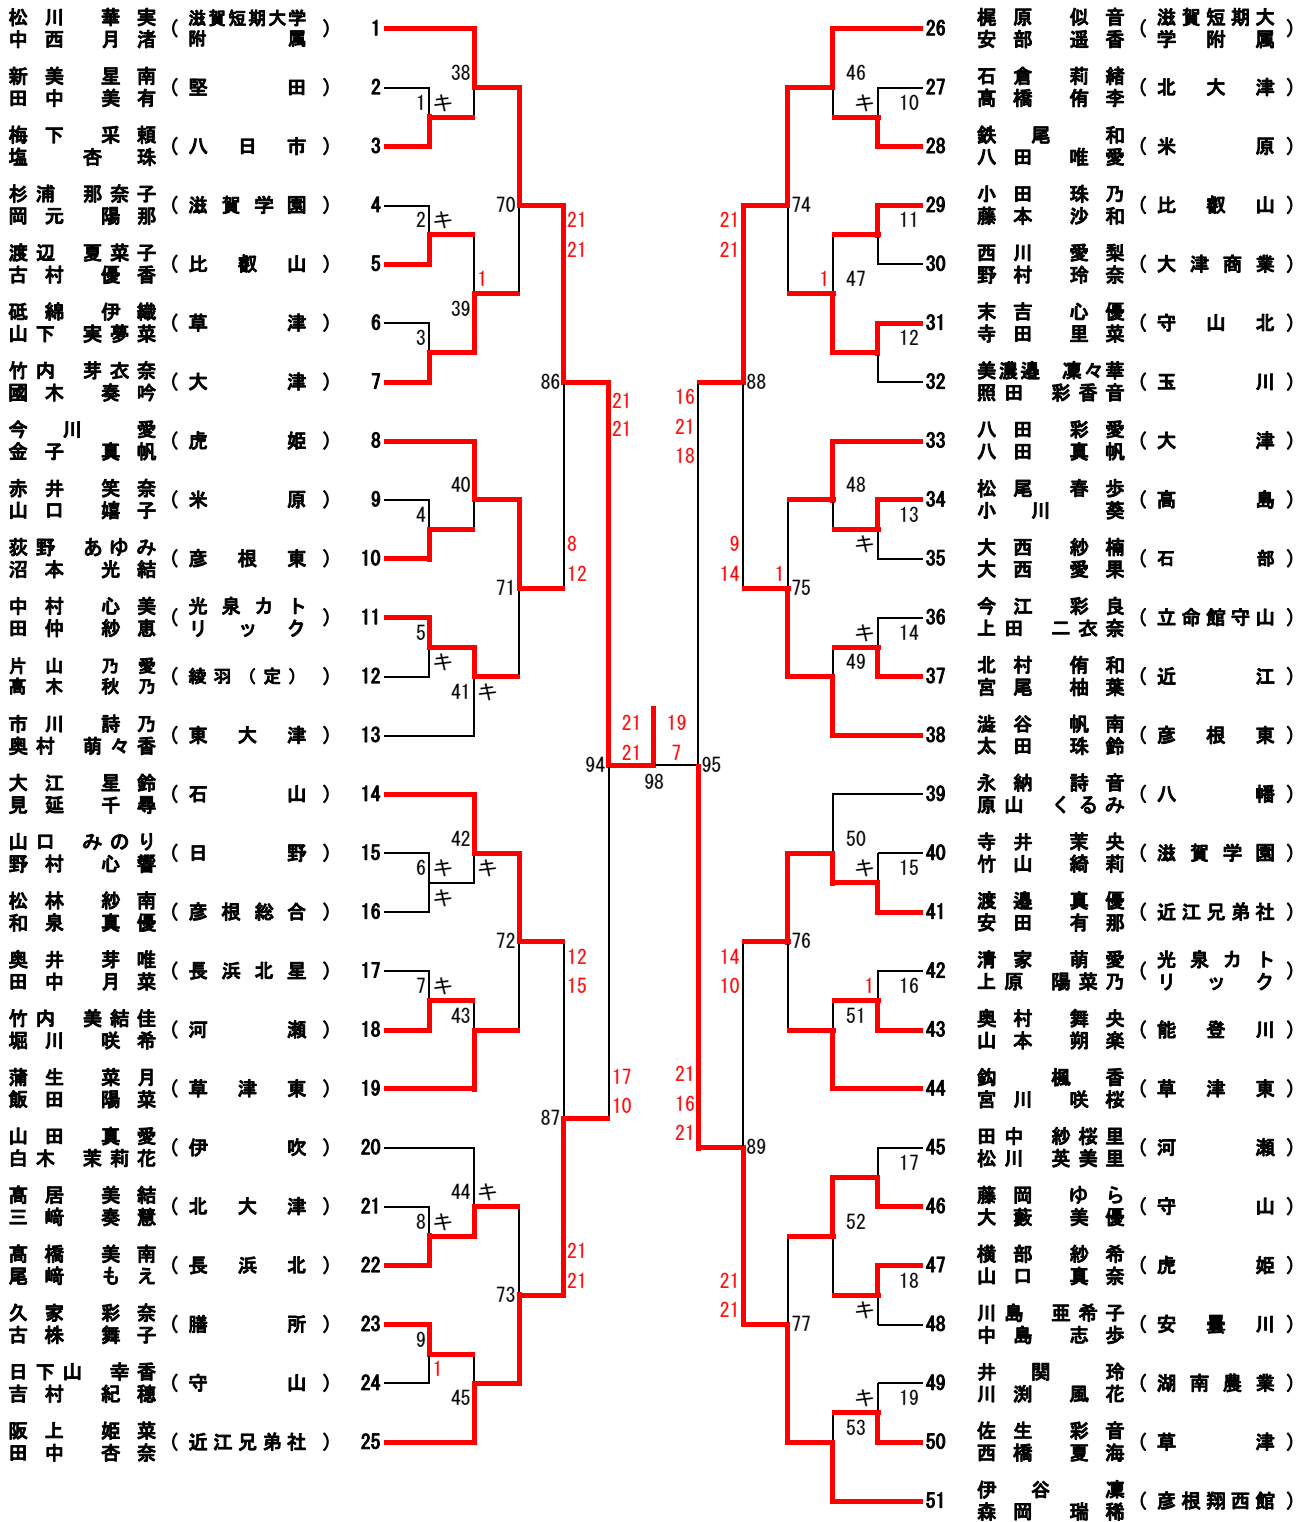 松川 華実 (滋賀短期大学附属) 1
中西 月渚
新美 星南 (堅田) 2
田中 美有
梅下 采頼 (八日市) 3
塩 杏珠
杉浦 那奈子 (滋賀学園) 4
岡元 陽那
渡辺 夏菜子 (比叡山) 5
古村 優香
砥綿 伊織 (草津) 6
山下 実夢菜
竹内 芽衣奈 (大津) 7
國木 奏吟
今川 愛 (虎姫) 8
金子 真帆
赤井 笑奈 (米原) 9
山口 嬉子
荻野 あゆみ (彦根東) 10
沼本 光結
中村 心美 (光泉カトリック) 11
田仲 紗恵
片山 乃愛 (綾羽(定)) 12
髙木 秋乃
市川 詩乃 (東大津) 13
奥村 萌々香
大江 星鈴 (石山) 14
見延 千尋
山口 みのり (日野) 15
野村 心響
松林 紗南 (彦根総合) 16
和泉 真優
奥井 芽唯 (長浜北星) 17
田中 月菜
竹内 美結佳 (河瀬) 18
堀川 咲希
蒲生 菜月 (草津東) 19
飯田 陽菜
山田 真愛 (伊吹) 20
白木 茉莉花
髙居 美結 (北大津) 21
三﨑 奏慧
髙橋 美南 (長浜北) 22
尾﨑 もえ
久家 彩奈 (膳所) 23
古株 舞子
日下山 幸香 (守山) 24
吉村 紀穂
阪上 姫菜 (近江兄弟社) 25
田中 杏奈
38
1 キ
70
2 キ
1
39
3
21
21
86
40
4
8
12
71
5
キ
41 キ
21
21
94
42
6 キ キ
キ
72
7 キ
43
12
15
17
10
87
44 キ
8 キ
21
21
73
9
1
45
21 19
21 7
98
95
16
21
18
88
21
21
74
46
キ 10
11
1 47
12
9
14 1 75
48
13
キ
キ 14
49
21
16
21
89
14
10
76
50
キ 15
1 16
51
21
21
77
17
52
18
キ
キ 19
53
26 梶原 似音 (滋賀短期大学附属)
安部 遥香
27 石倉 莉緒 (北大津)
髙橋 侑李
28 鉄尾 和 (米原)
八田 唯愛
29 小田 珠乃 (比叡山)
藤本 沙和
30 西川 愛梨 (大津商業)
野村 玲奈
31 末吉 心優 (守山北)
寺田 里菜
32 美濃邉 凜々華 (玉川)
照田 彩香音
33 八田 彩愛 (大津)
八田 真帆
34 松尾 春歩 (高島)
小川 葵
35 大西 紗楠 (石部)
大西 愛果
36 今江 彩良 (立命館守山)
上田 二衣奈
37 北村 侑和 (近江)
宮尾 柚葉
38 澁谷 帆南 (彦根東)
太田 珠鈴
39 永納 詩音 (八幡)
原山 くるみ
40 寺井 茉央 (滋賀学園)
竹山 綺莉
41 渡邉 真優 (近江兄弟社)
安田 有那
42 清家 萌愛 (光泉カトリック)
上原 陽菜乃
43 奥村 舞央 (能登川)
山本 朔楽
44 鈎 楓香 (草津東)
宮川 咲桜
45 田中 紗桜里 (河瀬)
松川 英美里
46 藤岡 ゆら (守山)
大藪 美優
47 横部 紗希 (虎姫)
山口 真奈
48 川島 亜希子 (安曇川)
中島 志歩
49 井関 玲 (湖南農業)
川渕 風花
50 佐生 彩音 (草津)
西橋 夏海
51 伊谷 凜 (彦根翔西館)
森岡 瑞稀